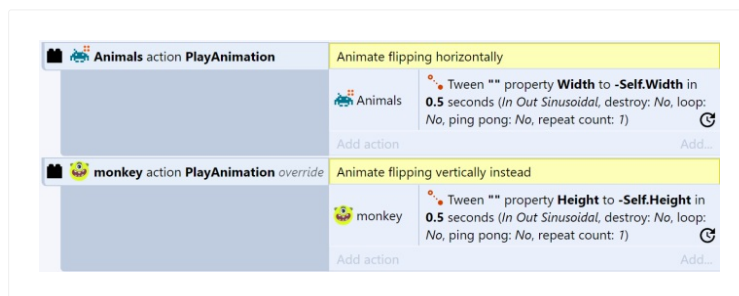 Animals action PlayAnimation
Animate flipping horizontally
Animals
Tween "" property Width to -Self.Width in
0.5 seconds (In Out Sinusoidal, destroy: No, loop:
No, ping pong: No, repeat count: 1)
Add action
Add...
monkey action PlayAnimation override
Animate flipping vertically instead
monkey
Tween "" property Height to -Self.Height in
0.5 seconds (In Out Sinusoidal, destroy: No, loop:
No, ping pong: No, repeat count: 1)
Add action
Add...